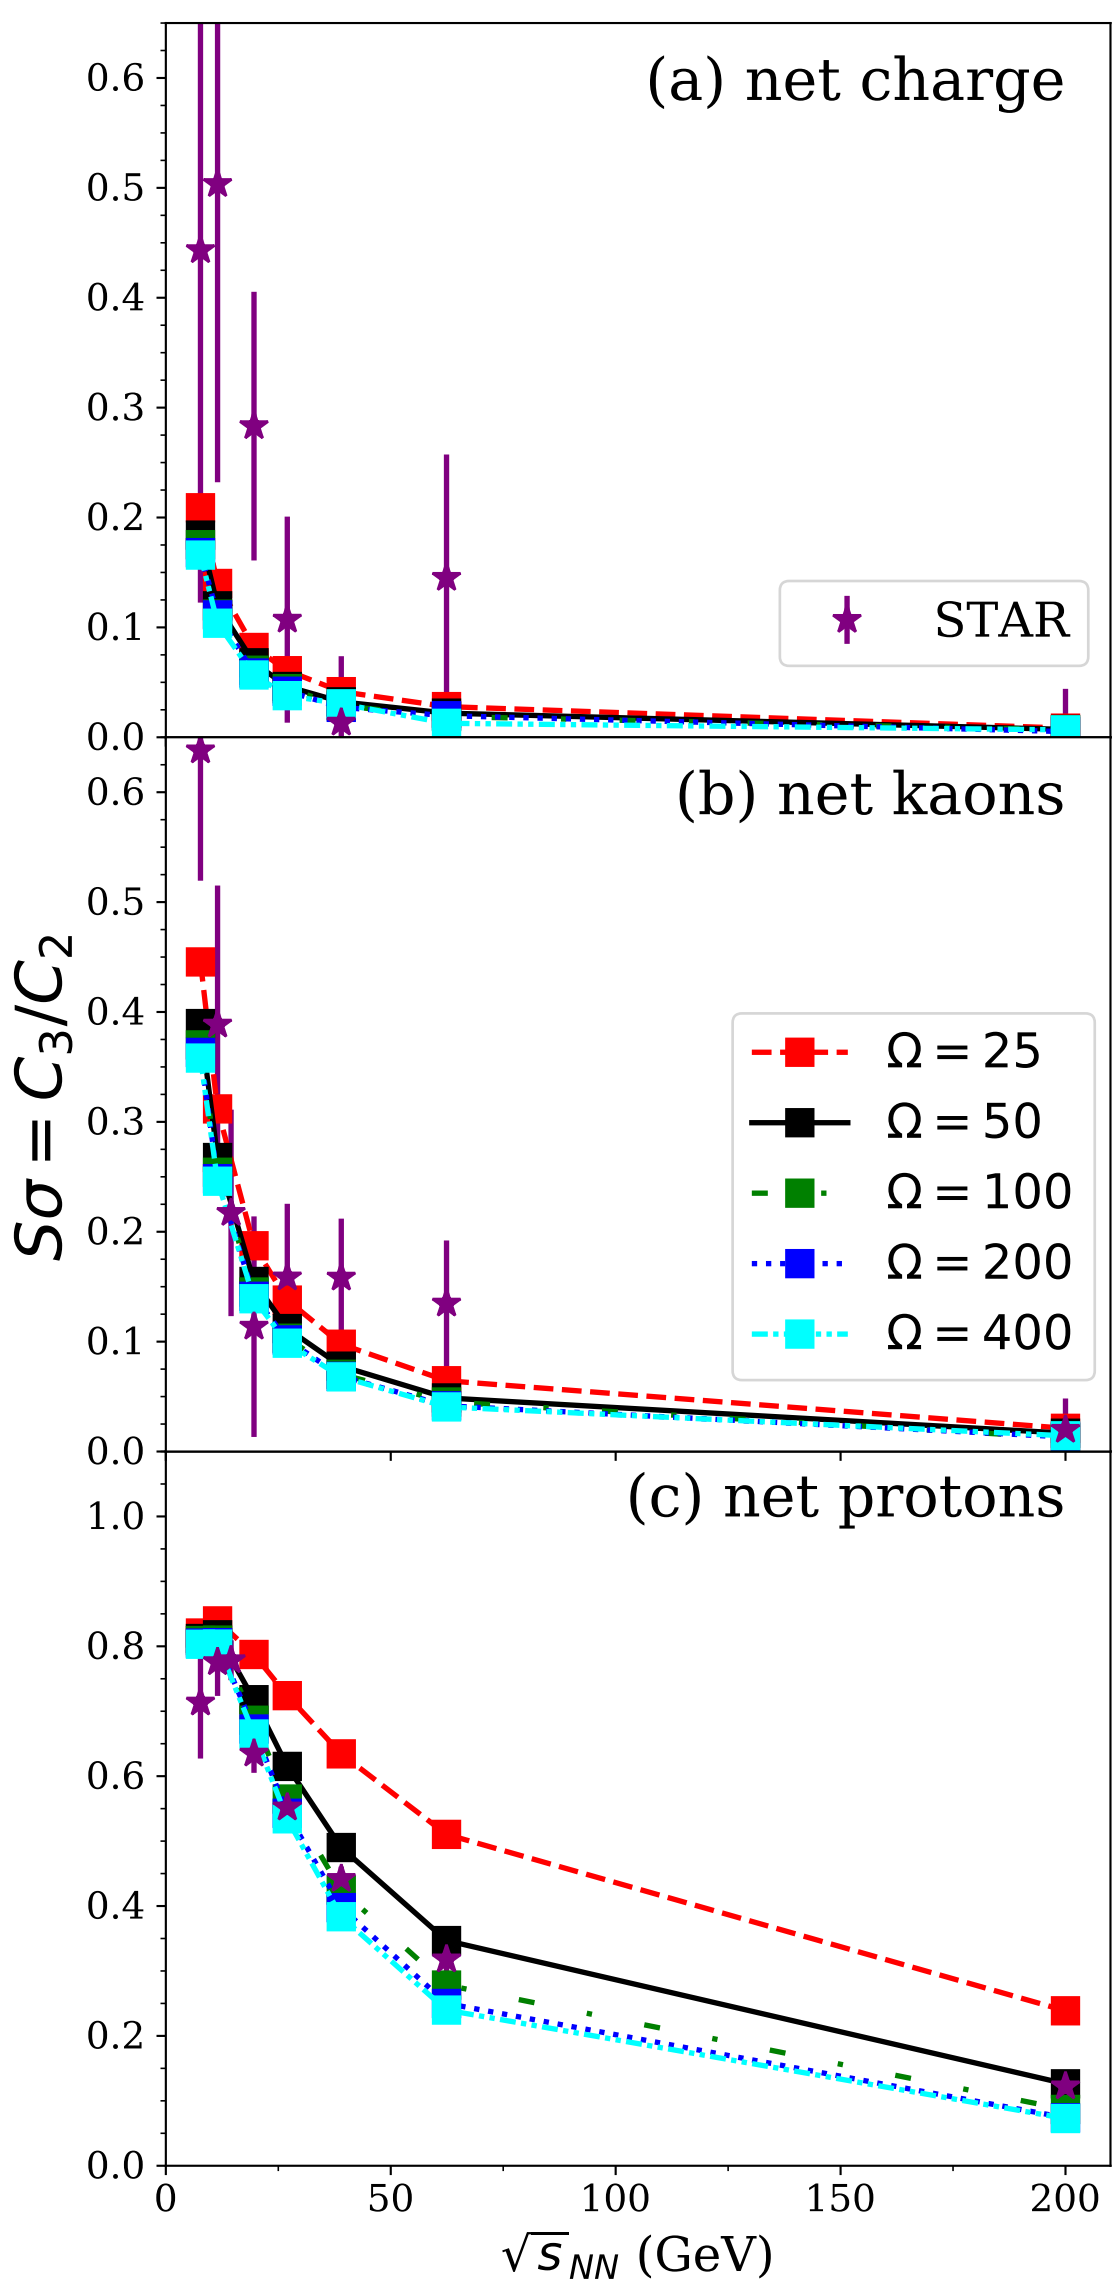 (a) net charge
0.6
0.5
0.4
0.3
0.2
0.1
0.0
STAR
(b) net kaons
0.6
0.5
0.4
0.3
0.2
0.1
0.0
Sσ = C₃/C₂
Ω = 25
Ω = 50
Ω = 100
Ω = 200
Ω = 400
(c) net protons
1.0
0.8
0.6
0.4
0.2
0.0
0 50 100 150 200
√s_NN (GeV)